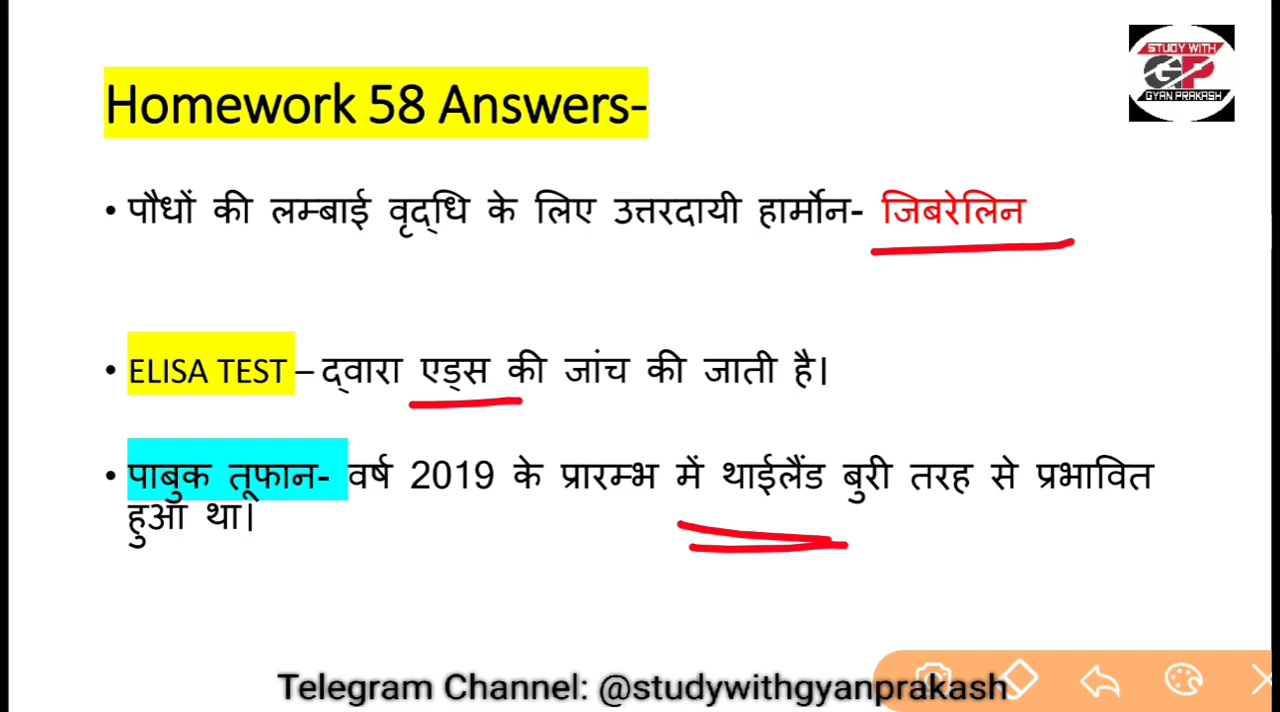 STUDY WITH
GP
GYAN PRAKASH
Homework 58 Answers-
• पौधों की लम्बाई वृद्धि के लिए उत्तरदायी हार्मोन- जिबरेलिन
• ELISA TEST – द्वारा एड्स की जांच की जाती है।
• पाबुक तूफान- वर्ष 2019 के प्रारम्भ में थाईलैंड बुरी तरह से प्रभावित
हुआ था।
Telegram Channel: @studywithgyanprakash